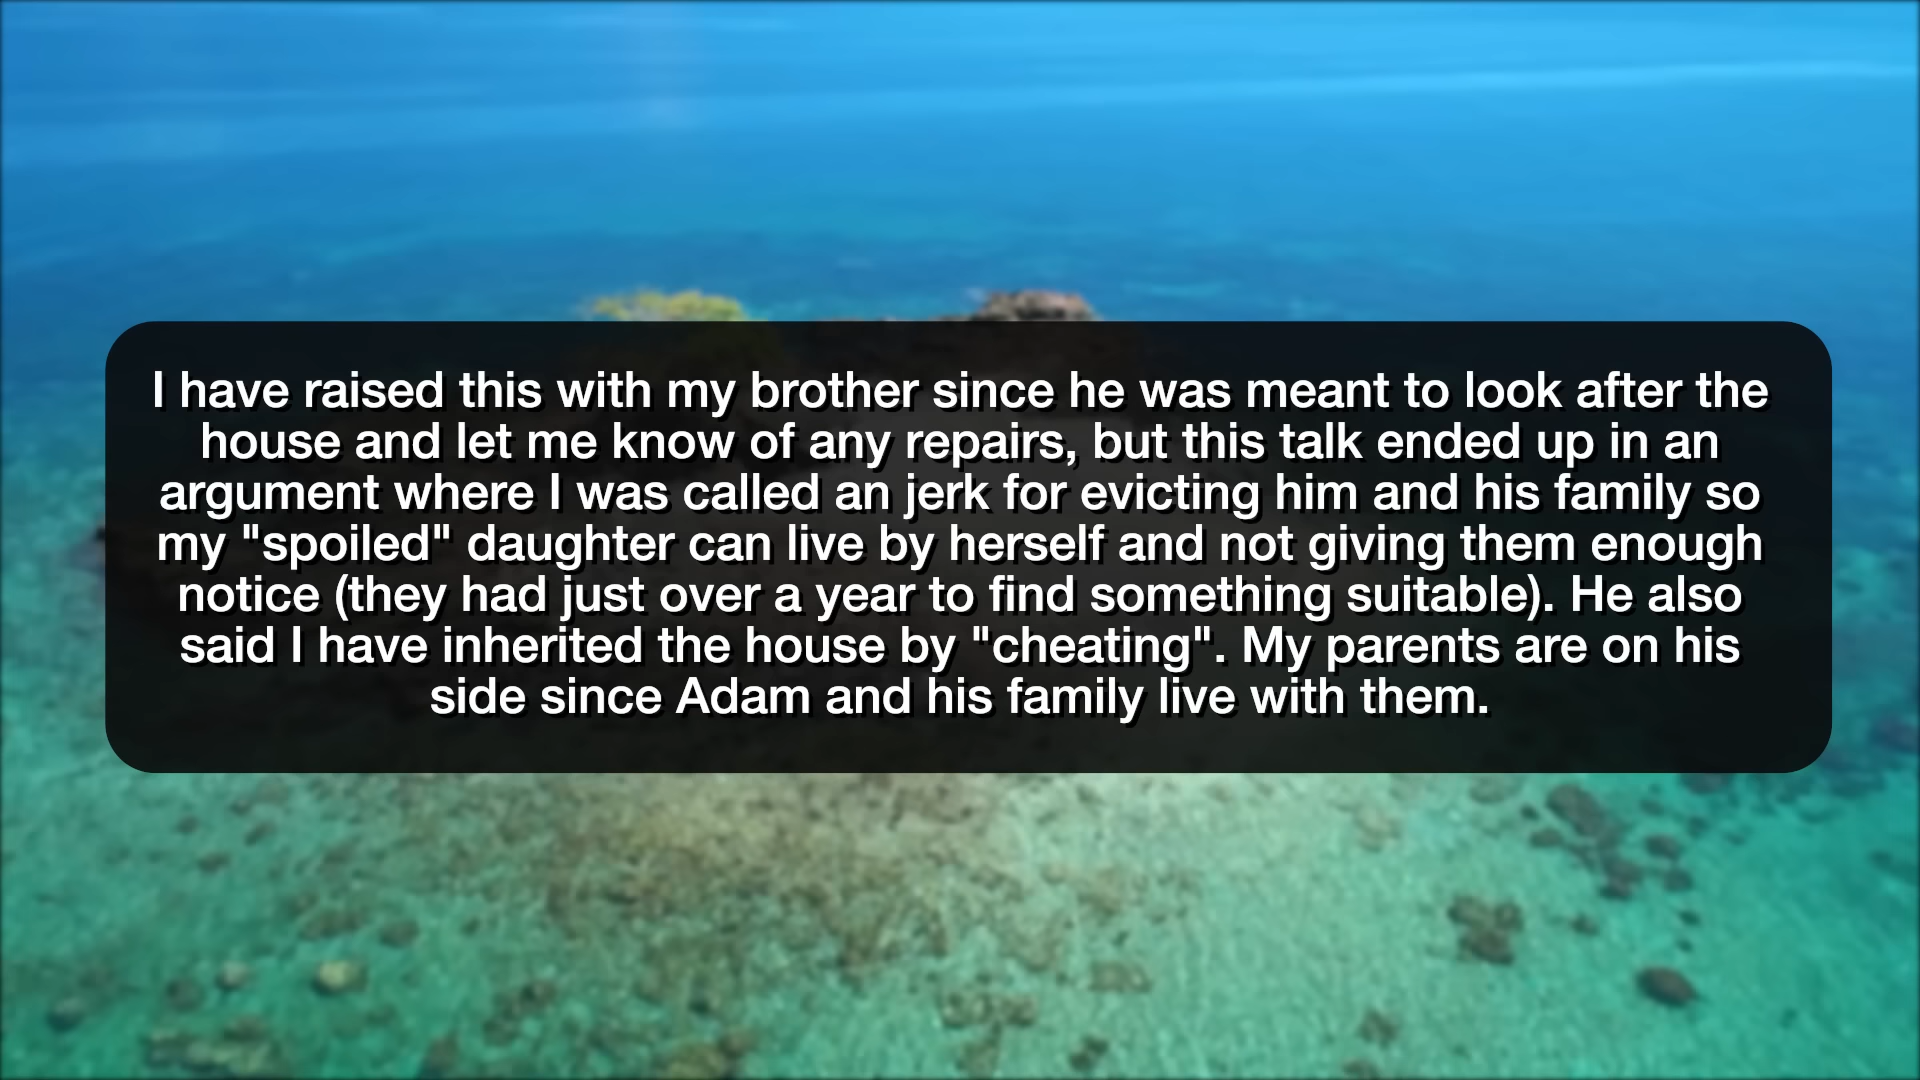 I have raised this with my brother since he was meant to look after the
house and let me know of any repairs, but this talk ended up in an
argument where I was called an jerk for evicting him and his family so
my "spoiled" daughter can live by herself and not giving them enough
notice (they had just over a year to find something suitable). He also
said I have inherited the house by "cheating". My parents are on his
side since Adam and his family live with them.